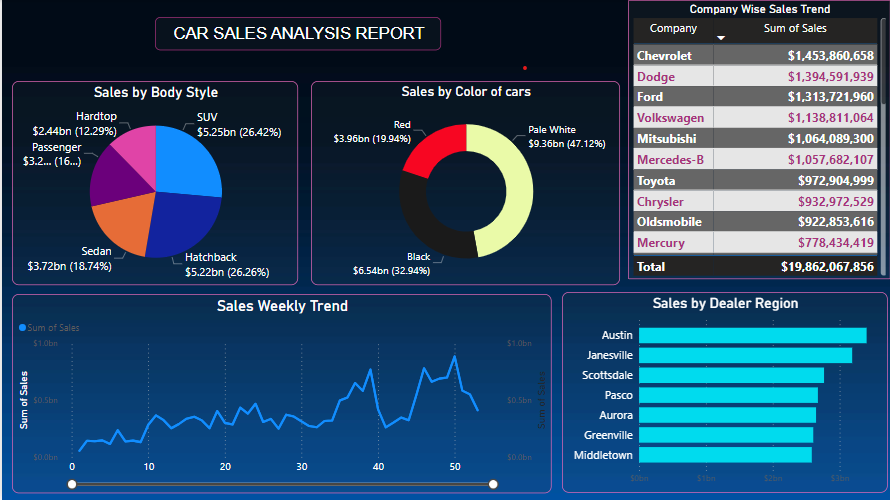 CAR SALES ANALYSIS REPORT
Company Wise Sales Trend
Company Sum of Sales
Chevrolet $1,453,860,658
Dodge $1,394,591,939
Ford $1,313,721,960
Volkswagen $1,138,811,064
Mitsubishi $1,064,089,300
Mercedes-B $1,057,682,107
Toyota $972,904,999
Chrysler $932,972,529
Oldsmobile $922,853,616
Mercury $778,434,419
Total $19,862,067,856
Sales by Body Style
Hardtop
$2.44bn (12.29%)
SUV
$5.25bn (26.42%)
Passenger
$3.2... (16...)
Sedan
$3.72bn (18.74%)
Hatchback
$5.22bn (26.26%)
Sales by Color of cars
Red
$3.96bn (19.94%)
Pale White
$9.36bn (47.12%)
Black
$6.54bn (32.94%)
Sales Weekly Trend
Sum of Sales
Sum of Sales
$1.0bn
$0.5bn
$0.0bn
$1.0bn
$0.5bn
$0.0bn
Sum of Sales
0 10 20 30 40 50
Sales by Dealer Region
Austin
Janesville
Scottsdale
Pasco
Aurora
Greenville
Middletown
$0bn $1bn $2bn $3bn